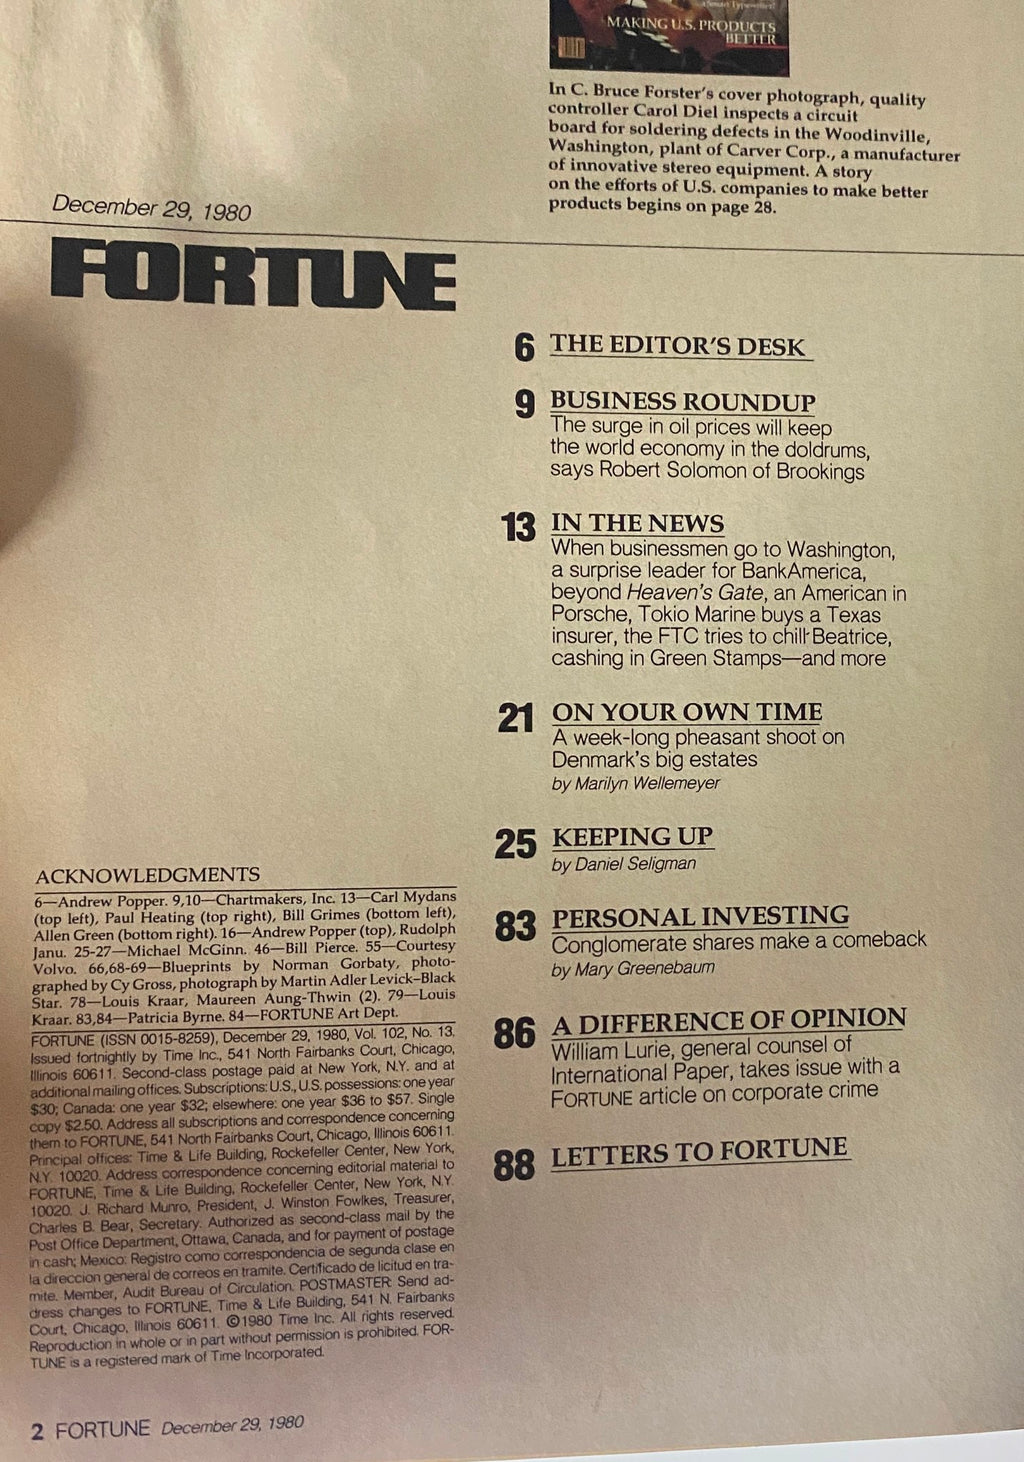 MAKING U.S. PRODUCTS
BETTER
In C. Bruce Forster's cover photograph, quality
controller Carol Diel inspects a circuit
board for soldering defects in the Woodinville,
Washington, plant of Carver Corp., a manufacturer
of innovative stereo equipment. A story
on the efforts of U.S. companies to make better
products begins on page 28.
December 29, 1980
FORTUNE
6 THE EDITOR'S DESK
9 BUSINESS ROUNDUP
The surge in oil prices will keep
the world economy in the doldrums,
says Robert Solomon of Brookings
13 IN THE NEWS
When businessmen go to Washington,
a surprise leader for BankAmerica,
beyond Heaven's Gate, an American in
Porsche, Tokio Marine buys a Texas
insurer, the FTC tries to chill Beatrice,
cashing in Green Stamps—and more
21 ON YOUR OWN TIME
A week-long pheasant shoot on
Denmark's big estates
by Marilyn Wellemeyer
25 KEEPING UP
by Daniel Seligman
83 PERSONAL INVESTING
Conglomerate shares make a comeback
by Mary Greenebaum
86 A DIFFERENCE OF OPINION
William Lurie, general counsel of
International Paper, takes issue with a
FORTUNE article on corporate crime
88 LETTERS TO FORTUNE
ACKNOWLEDGMENTS
6—Andrew Popper. 9,10—Chartmakers, Inc. 13—Carl Mydans
(top left), Paul Heating (top right), Bill Grimes (bottom left),
Allen Green (bottom right). 16—Andrew Popper (top), Rudolph
Janu. 25-27—Michael McGinn. 46—Bill Pierce. 55—Courtesy
Volvo. 66,68-69—Blueprints by Norman Gorbaty, photo-
graphed by Cy Gross, photograph by Martin Adler Levick–Black
Star. 78—Louis Kraar, Maureen Aung-Thwin (2). 79—Louis
Kraar. 83,84—Patricia Byrne. 84—FORTUNE Art Dept.
FORTUNE (ISSN 0015-8259), December 29, 1980, Vol. 102, No. 13.
Issued fortnightly by Time Inc., 541 North Fairbanks Court, Chicago,
Illinois 60611. Second-class postage paid at New York, N.Y. and at
additional mailing offices. Subscriptions: U.S., U.S. possessions: one year
$30; Canada: one year $32; elsewhere: one year $36 to $57. Single
copy $2.50. Address all subscriptions and correspondence concerning
them to FORTUNE, 541 North Fairbanks Court, Chicago, Illinois 60611.
Principal offices: Time & Life Building, Rockefeller Center, New York,
N.Y. 10020. Address correspondence concerning editorial material to
FORTUNE, Time & Life Building, Rockefeller Center, New York, N.Y.
10020. J. Richard Munro, President, J. Winston Fowlkes, Treasurer,
Charles B. Bear, Secretary. Authorized as second-class mail by the
Post Office Department, Ottawa, Canada, and for payment of postage
in cash; Mexico: Registro como correspondencia de segunda clase en
la direccion general de correos en tramite. Certificado de licitud en tra-
mite. Member, Audit Bureau of Circulation. POSTMASTER: Send ad-
dress changes to FORTUNE, Time & Life Building, 541 N. Fairbanks
Court, Chicago, Illinois 60611. ©1980 Time Inc. All rights reserved.
Reproduction in whole or in part without permission is prohibited. FOR-
TUNE is a registered mark of Time Incorporated.
2 FORTUNE December 29, 1980